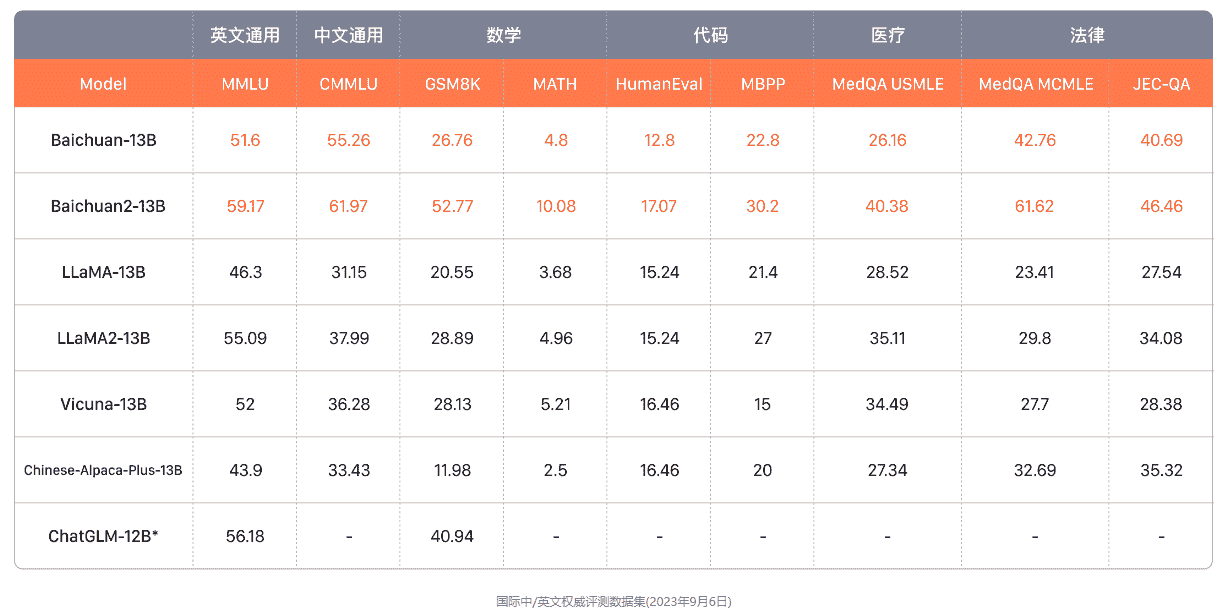 英文通用 中文通用 数学 代码 医疗 法律
Model MMLU CMMLU GSM8K MATH HumanEval MBPP MedQA USMLE MedQA MCMLE JEC-QA
Baichuan-13B 51.6 55.26 26.76 4.8 12.8 22.8 26.16 42.76 40.69
Baichuan2-13B 59.17 61.97 52.77 10.08 17.07 30.2 40.38 61.62 46.46
LLaMA-13B 46.3 31.15 20.55 3.68 15.24 21.4 28.52 23.41 27.54
LLaMA2-13B 55.09 37.99 28.89 4.96 15.24 27 35.11 29.8 34.08
Vicuna-13B 52 36.28 28.13 5.21 16.46 15 34.49 27.7 28.38
Chinese-Alpaca-Plus-13B 43.9 33.43 11.98 2.5 16.46 20 27.34 32.69 35.32
ChatGLM-12B* 56.18 - 40.94 - - - - - -
国际中/英文权威评测数据集(2023年9月6日)